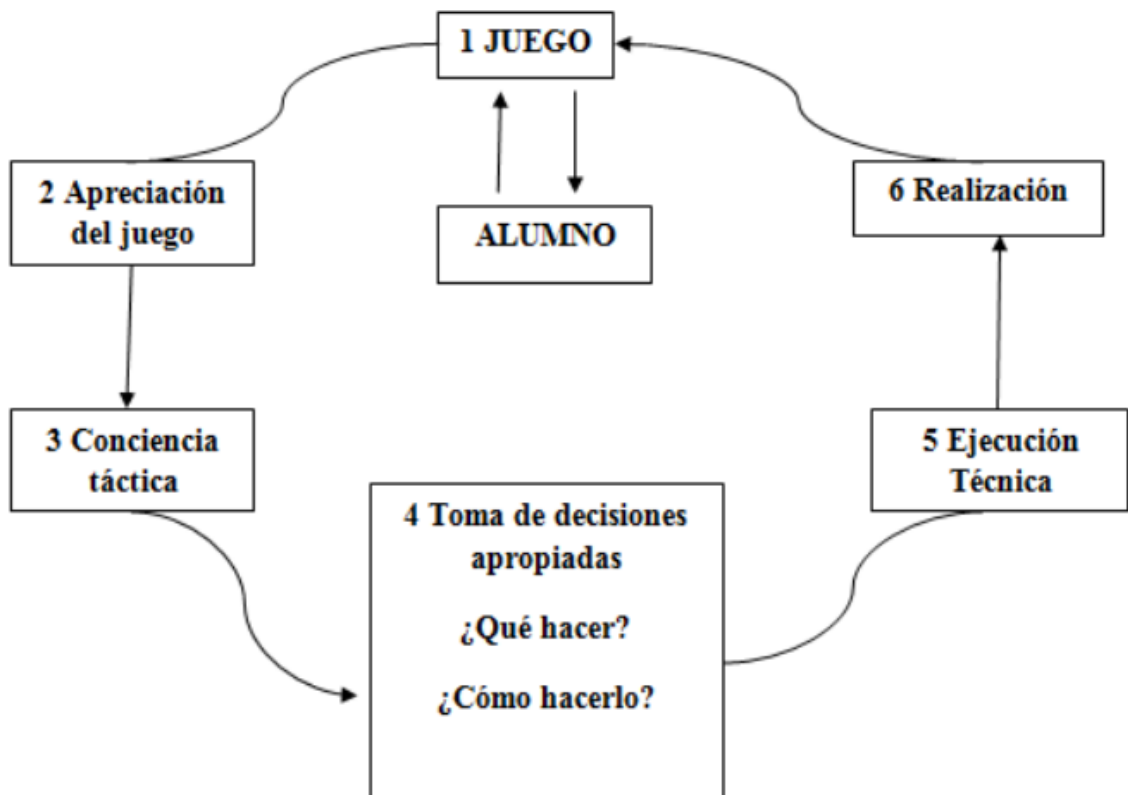 1 JUEGO
2 Apreciación
del juego
ALUMNO
6 Realización
3 Conciencia
táctica
4 Toma de decisiones
apropiadas
¿Qué hacer?
¿Cómo hacerlo?
5 Ejecución
Técnica